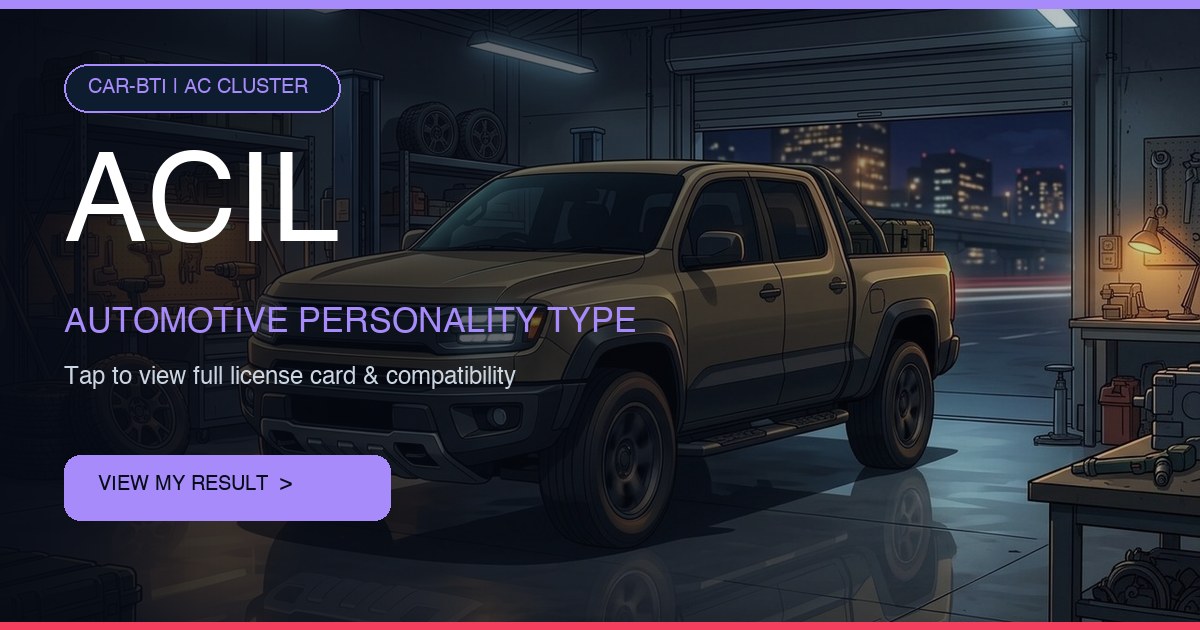 CAR-BTI | AC CLUSTER
ACIL
AUTOMOTIVE PERSONALITY TYPE
Tap to view full license card & compatibility
VIEW MY RESULT >